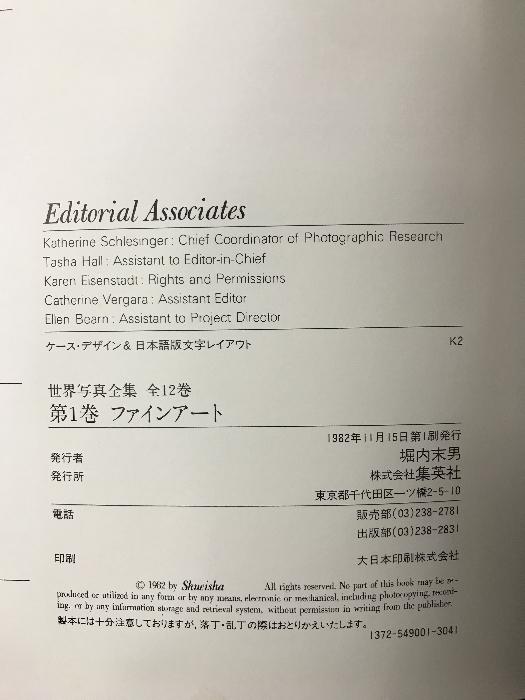 Editorial Associates
Katherine Schlesinger : Chief Coordinator of Photographic Research
Tasha Hall : Assistant to Editor-in-Chief
Karen Eisenstadt : Rights and Permissions
Catherine Vergara : Assistant Editor
Ellen Bearn : Assistant to Project Director
ケース・デザイン & 日本語版文字レイアウト K2
世界写真全集 全12巻
第1巻 ファインアート
1982年11月15日第1刷発行
発行者 堀内末男
発行所 株式会社集英社
東京都千代田区一ツ橋2-5-10
電話 販売部(03)238-2781
出版部(03)238-2831
印刷 大日本印刷株式会社
© 1982 by Shueisha All rights reserved. No part of this book may be re-
produced or utilized in any form or by any means, electronic or mechanical, including photocopying, record-
ing, or by any information storage and retrieval system, without permission in writing from the publisher.
製本には十分注意しておりますが、落丁・乱丁の際はおとりかえいたします。
1372-549001-3041